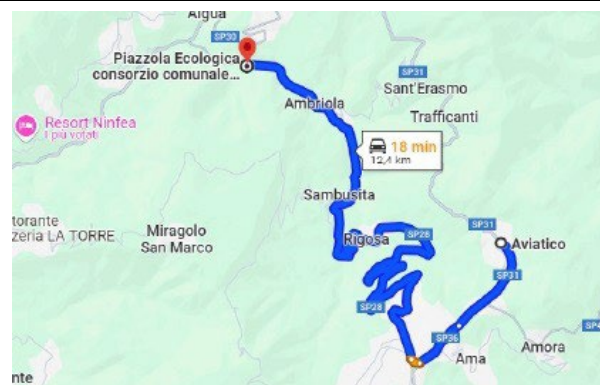 Algua
SP30
Piazzola Ecologica
consorzio comunale...
SP31
Sant'Erasmo
Ambriola
Trafficanti
Resort Ninfea
I più votati
18 min
12,4 km
Sambusita
torante
zeria LA TORRE
Miragolo
San Marco
Rigosa
SP28
SP31
Aviatico
SP31
SP28
SP36
Ama
Amora
SP4
nte